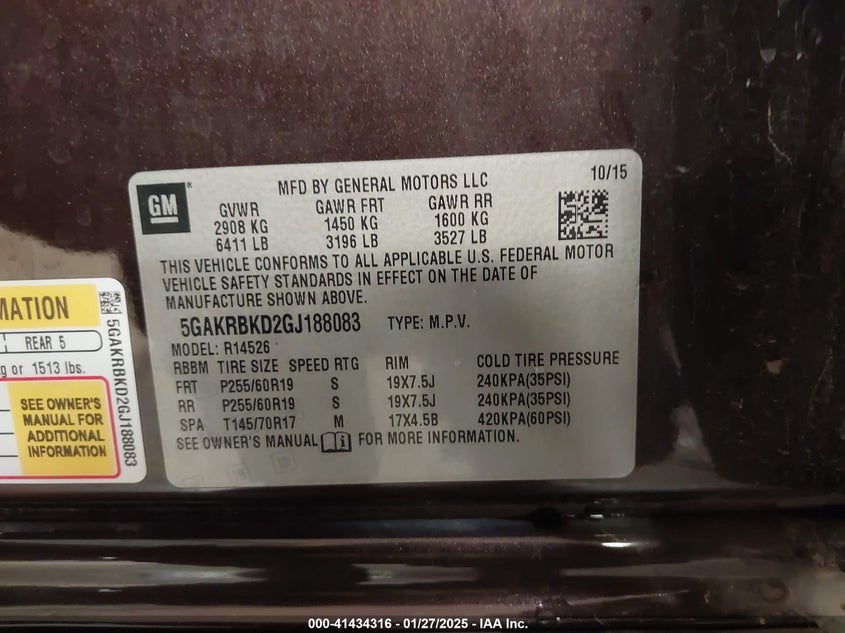 GM
®
MFD BY GENERAL MOTORS LLC
10/15
GVWR GAWR FRT GAWR RR
2908 KG 1450 KG 1600 KG
6411 LB 3196 LB 3527 LB
THIS VEHICLE CONFORMS TO ALL APPLICABLE U.S. FEDERAL MOTOR
VEHICLE SAFETY STANDARDS IN EFFECT ON THE DATE OF
MANUFACTURE SHOWN ABOVE.
5GAKRBKD2GJ188083 TYPE: M.P.V.
MODEL: R14526
RBBM TIRE SIZE SPEED RTG RIM COLD TIRE PRESSURE
FRT P255/60R19 S 19X7.5J 240KPA(35PSI)
RR P255/60R19 S 19X7.5J 240KPA(35PSI)
SPA T145/70R17 M 17X4.5B 420KPA(60PSI)
SEE OWNER'S MANUAL FOR MORE INFORMATION.
MATION
REAR 5
g or 1513 lbs.
SEE OWNER'S
MANUAL FOR
ADDITIONAL
INFORMATION
5GAKRBKD2GJ188083
000-41434316 - 01/27/2025 - IAA Inc.